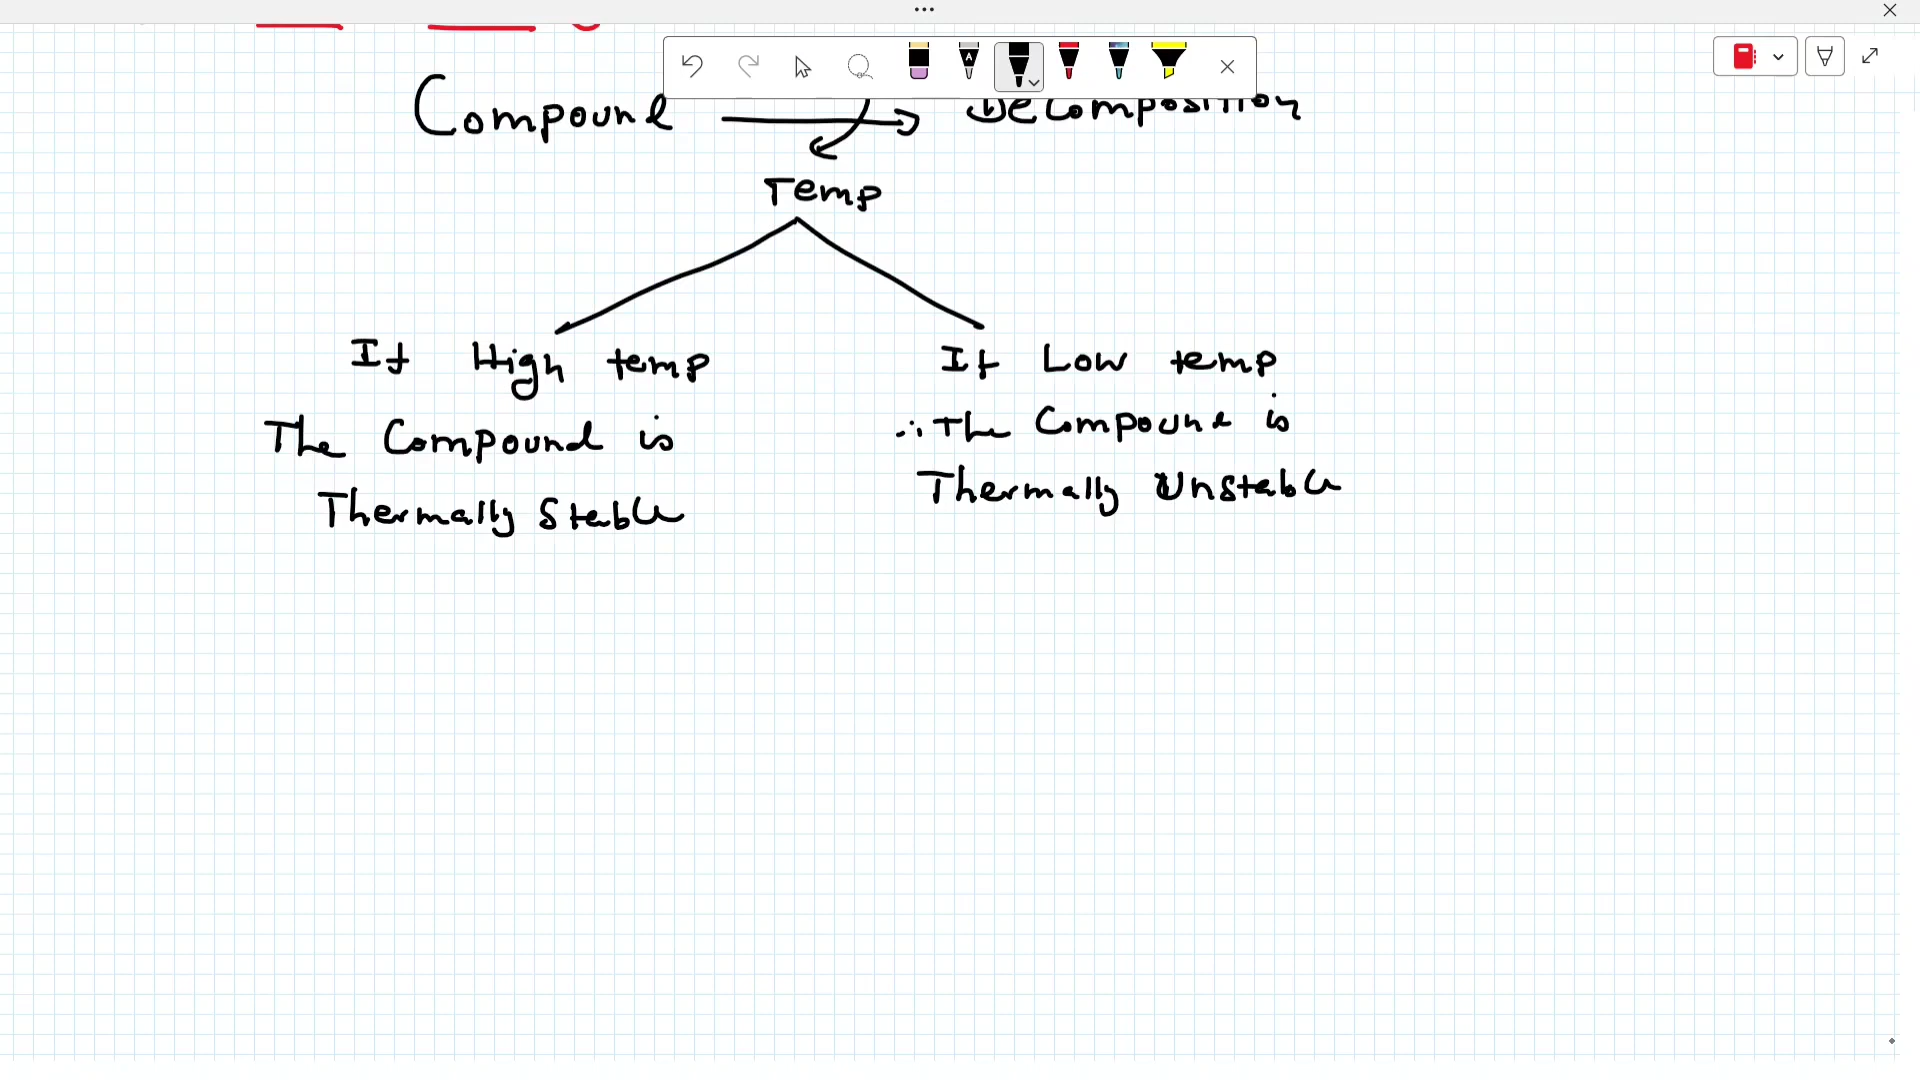 Compound → Decomposition
Temp
If High temp
If Low temp
The Compound is
∴ The Compound is
Thermally Stable
Thermally Unstable